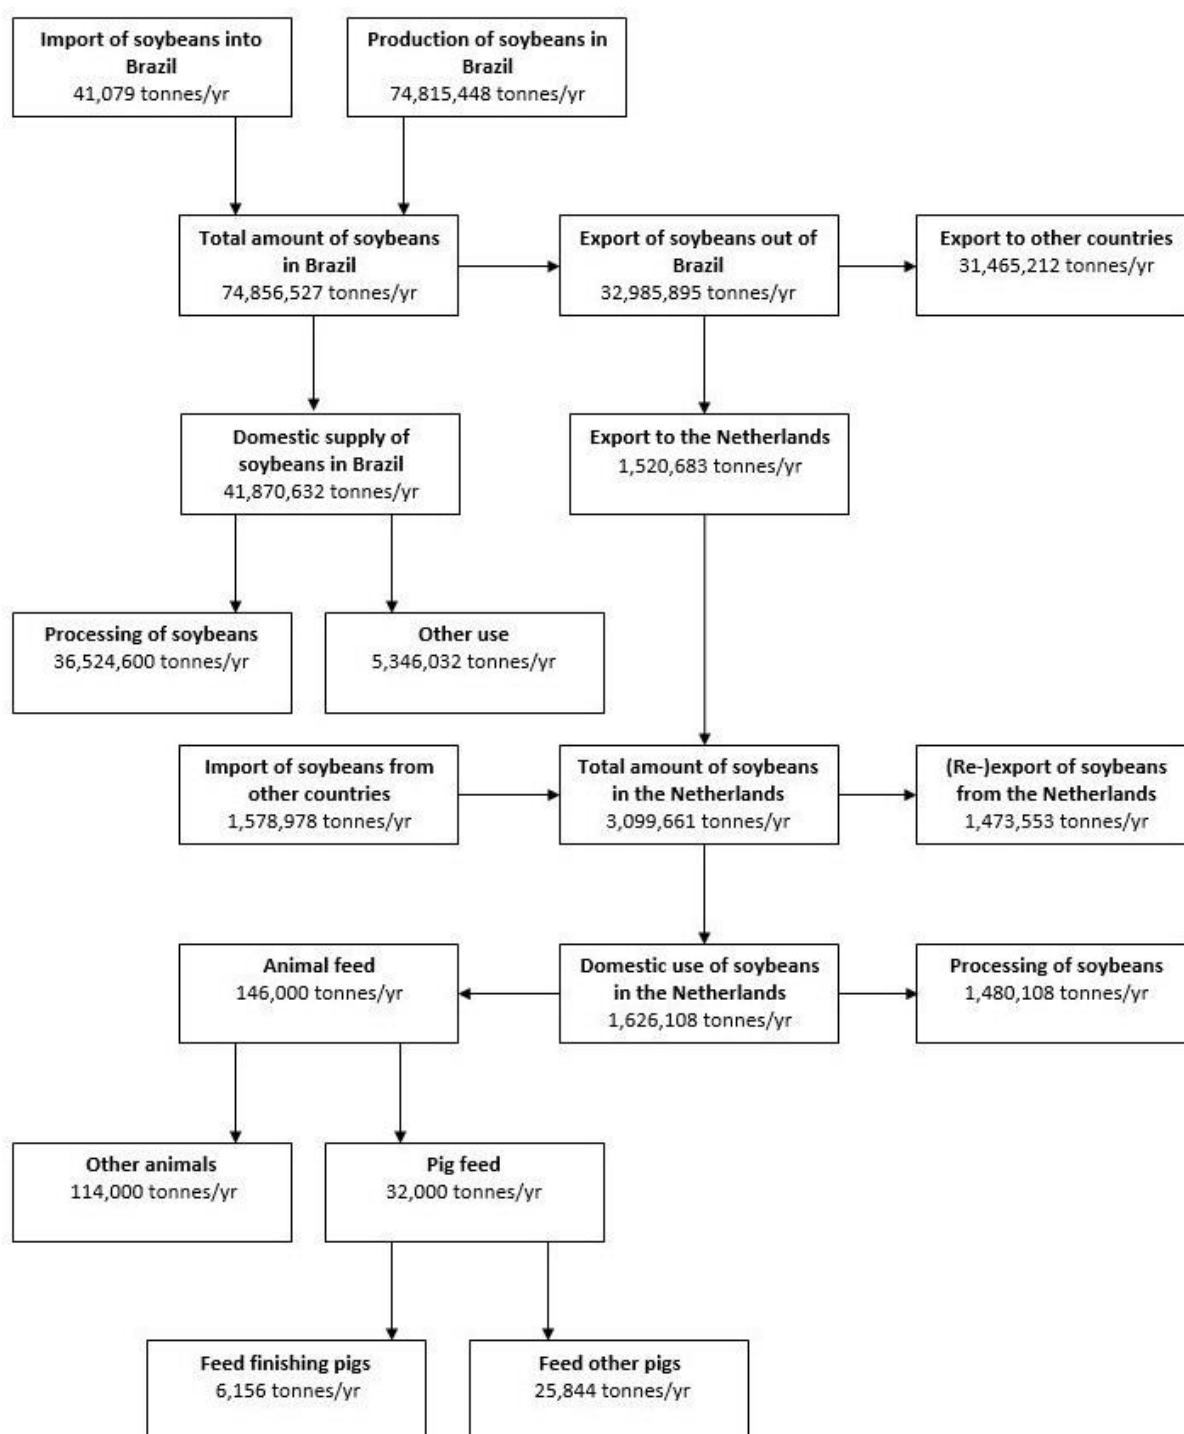 Import of soybeans into
Brazil
41,079 tonnes/yr
Production of soybeans in
Brazil
74,815,448 tonnes/yr
Total amount of soybeans
in Brazil
74,856,527 tonnes/yr
Export of soybeans out of
Brazil
32,985,895 tonnes/yr
Export to other countries
31,465,212 tonnes/yr
Domestic supply of
soybeans in Brazil
41,870,632 tonnes/yr
Export to the Netherlands
1,520,683 tonnes/yr
Processing of soybeans
36,524,600 tonnes/yr
Other use
5,346,032 tonnes/yr
Import of soybeans from
other countries
1,578,978 tonnes/yr
Total amount of soybeans
in the Netherlands
3,099,661 tonnes/yr
(Re-)export of soybeans
from the Netherlands
1,473,553 tonnes/yr
Animal feed
146,000 tonnes/yr
Domestic use of soybeans
in the Netherlands
1,626,108 tonnes/yr
Processing of soybeans
1,480,108 tonnes/yr
Other animals
114,000 tonnes/yr
Pig feed
32,000 tonnes/yr
Feed finishing pigs
6,156 tonnes/yr
Feed other pigs
25,844 tonnes/yr